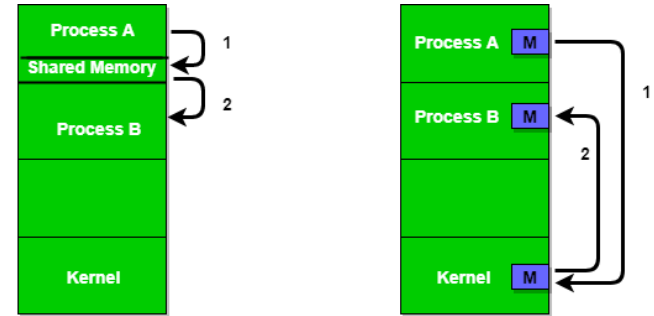 Process A
1
Shared Memory
2
Process B
Kernel
Process A M
1
Process B M
2
Kernel M